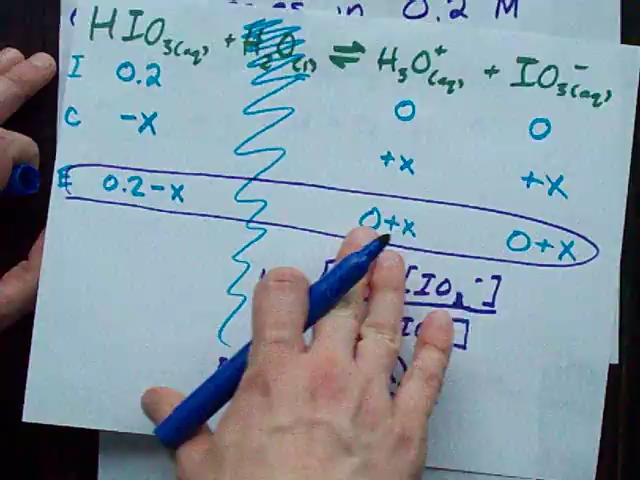 in 0.2 M
HIO₃(aq) + H₂O(l) ⇌ H₃O⁺(aq) + IO₃⁻(aq)
I 0.2 0 0
C -x +x +x
E 0.2-x 0+x 0+x
[IO₃⁻]